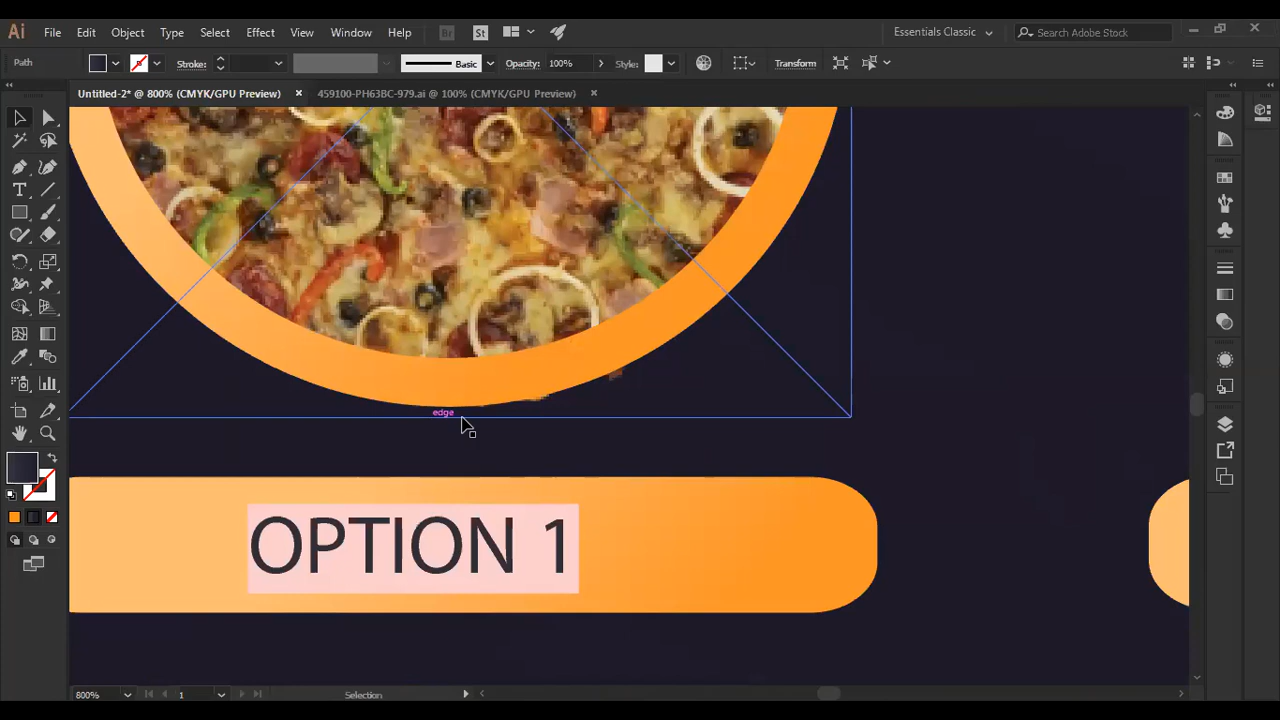 Ai File Edit Object Type Select Effect View Window Help Br St Essentials Classic Search Adobe Stock
Path Stroke: Basic Opacity: 100% Style: Transform
Untitled-2* @ 800% (CMYK/GPU Preview) × 459100-PH63BC-979.ai @ 100% (CMYK/GPU Preview) ×
edge
OPTION 1
800% 1 Selection